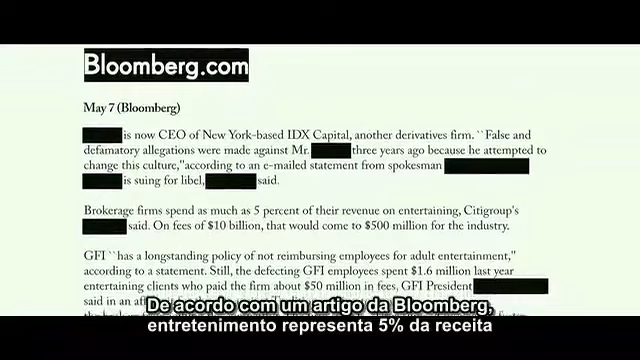 Bloomberg.com
May 7 (Bloomberg)
is now CEO of New York-based IDX Capital, another derivatives firm. ``False and
defamatory allegations were made against Mr. three years ago because he attempted to
change this culture,''according to an e-mailed statement from spokesman
is suing for libel, said.
Brokerage firms spend as much as 5 percent of their revenue on entertaining, Citigroup's
said. On fees of $10 billion, that would come to $500 million for the industry.
GFI ``has a longstanding policy of not reimbursing employees for adult entertainment,''
according to a statement. Still, the defecting GFI employees spent $1.6 million last year
entertaining clients who paid the firm about $50 million in fees, GFI President
said in an
De acordo com um artigo da Bloomberg,
entretenimento representa 5% da receita